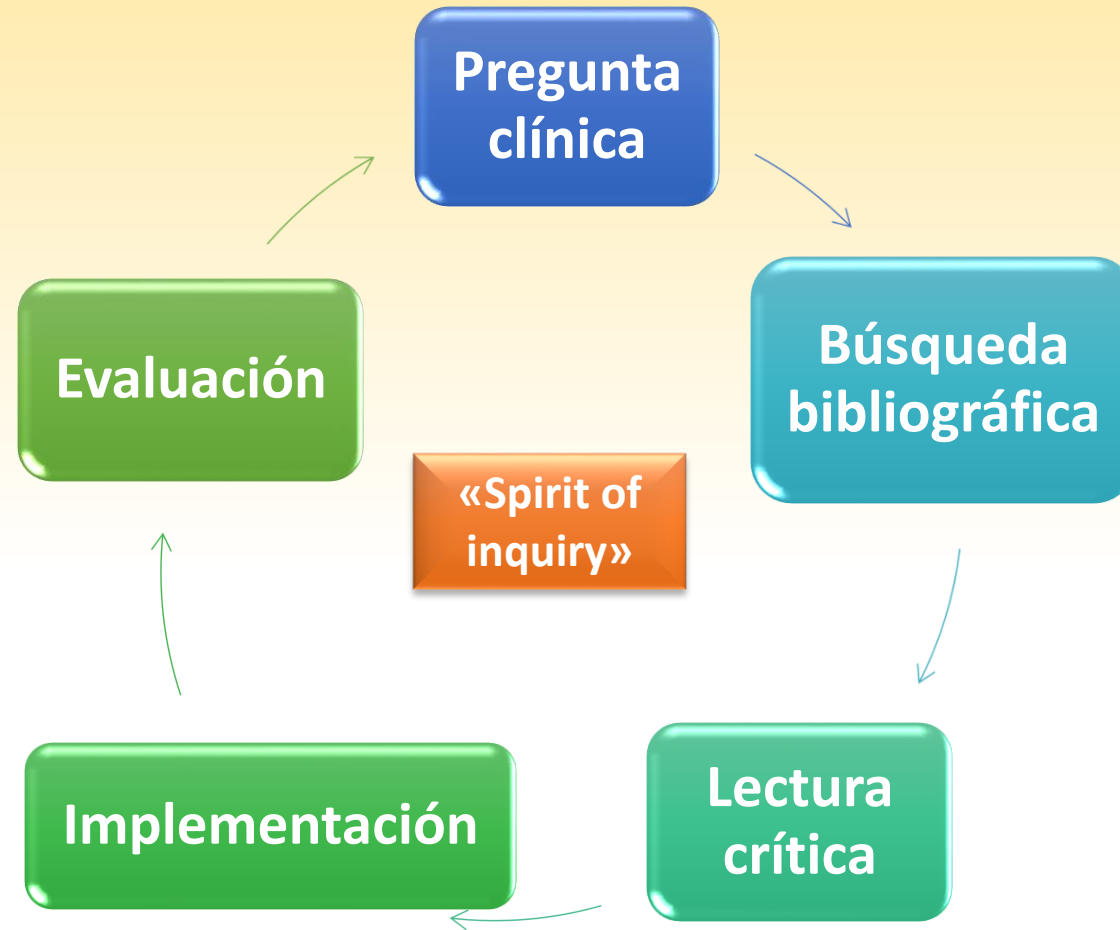 Pregunta
clínica
Búsqueda
bibliográfica
Lectura
crítica
Implementación
Evaluación
«Spirit of
inquiry»